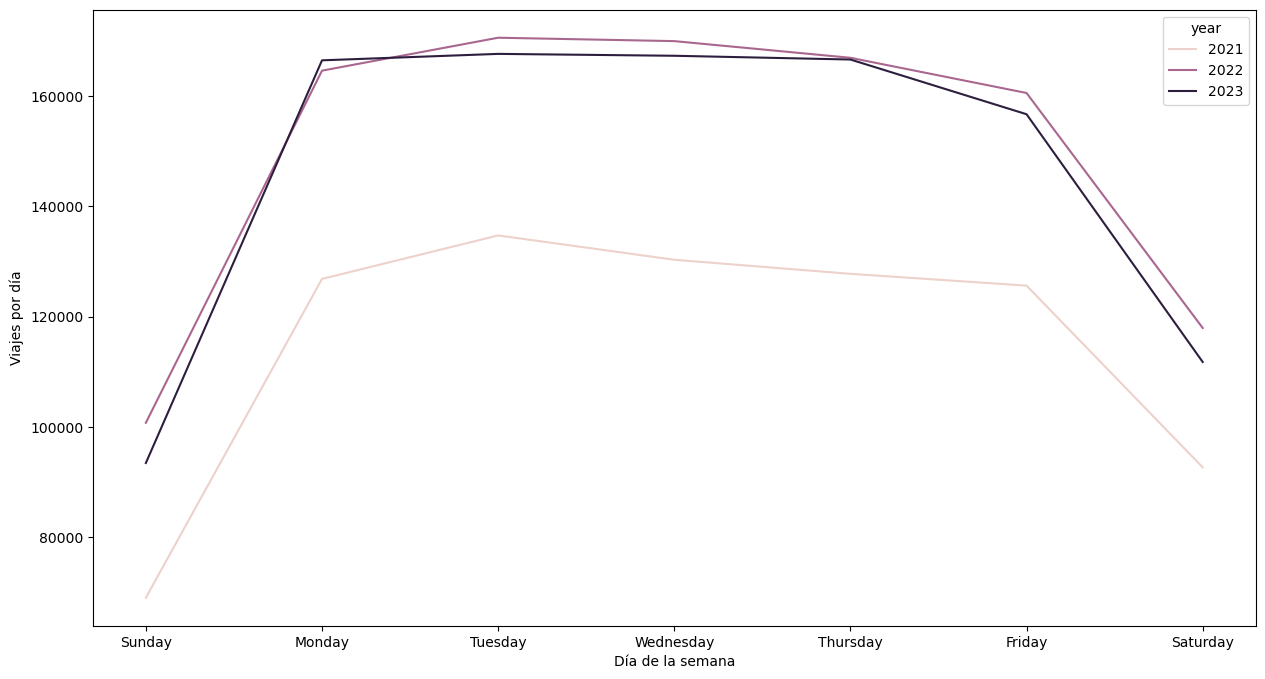 year
2021
2022
2023
160000
140000
120000
100000
80000
Viajes por día
Sunday Monday Tuesday Wednesday Thursday Friday Saturday
Día de la semana